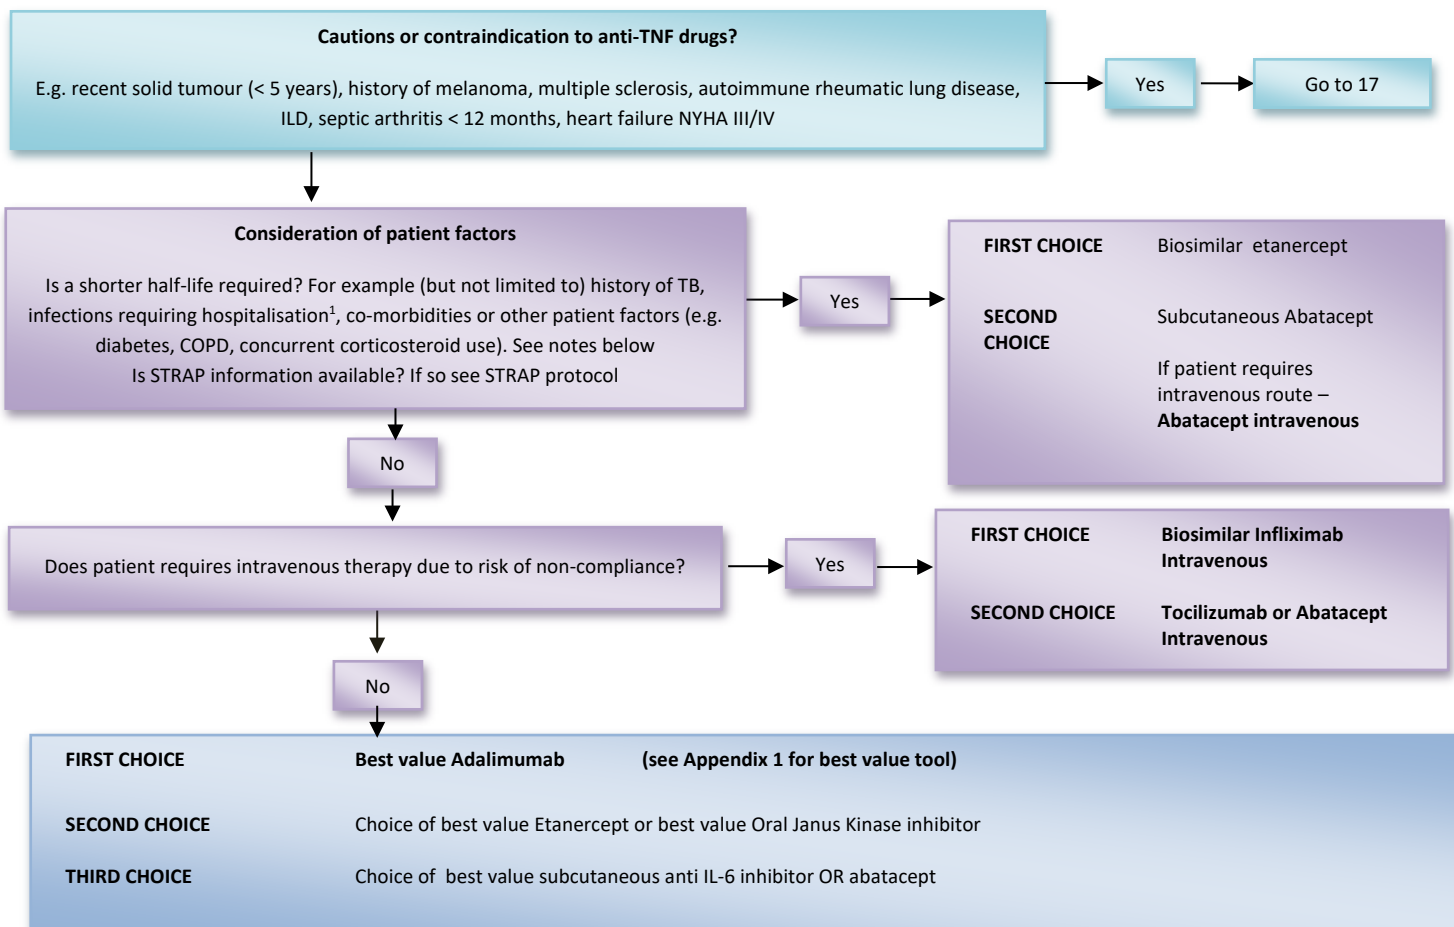 Cautions or contraindication to anti-TNF drugs?
E.g. recent solid tumour (< 5 years), history of melanoma, multiple sclerosis, autoimmune rheumatic lung disease,
ILD, septic arthritis < 12 months, heart failure NYHA III/IV
Yes
Go to 17
Consideration of patient factors
Is a shorter half-life required? For example (but not limited to) history of TB,
infections requiring hospitalisation¹, co-morbidities or other patient factors (e.g.
diabetes, COPD, concurrent corticosteroid use). See notes below
Is STRAP information available? If so see STRAP protocol
Yes
FIRST CHOICE Biosimilar etanercept
SECOND CHOICE Subcutaneous Abatacept
If patient requires
intravenous route –
Abatacept intravenous
No
Does patient requires intravenous therapy due to risk of non-compliance?
Yes
FIRST CHOICE Biosimilar Infliximab
Intravenous
SECOND CHOICE Tocilizumab or Abatacept
Intravenous
No
FIRST CHOICE Best value Adalimumab (see Appendix 1 for best value tool)
SECOND CHOICE Choice of best value Etanercept or best value Oral Janus Kinase inhibitor
THIRD CHOICE Choice of best value subcutaneous anti IL-6 inhibitor OR abatacept